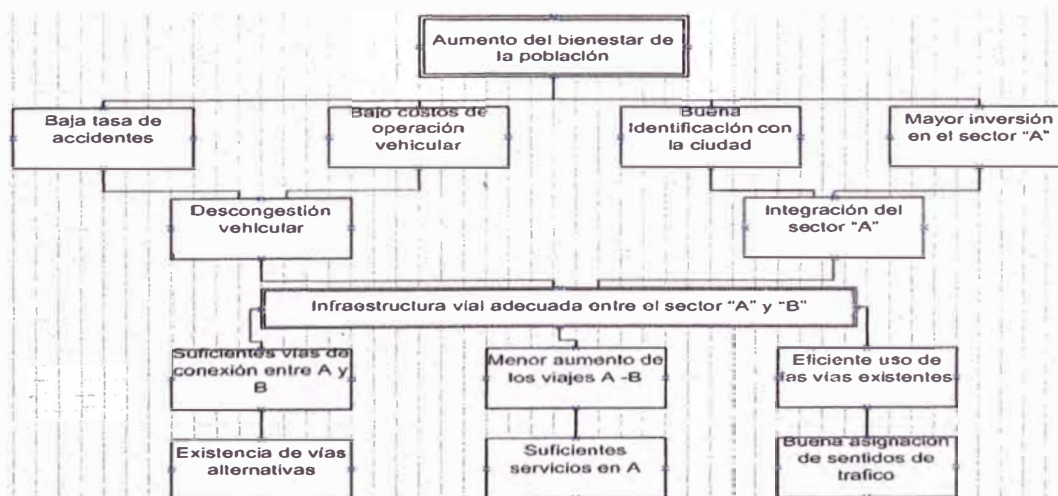 Aumento del bienestar de
la población
Baja tasa de
accidentes
Bajo costos de
operación
vehicular
Buena
Identificación con
la ciudad
Mayor inversión
en el sector "A"
Descongestión
vehicular
Integración del
sector "A"
Infraestructura vial adecuada entre el sector "A" y "B"
Suficientes vías de
conexión entre A y
B
Menor aumento de
los viajes A -B
Eficiente uso de
las vías existentes
Existencia de vías
alternativas
Suficientes
servicios en A
Buena asignación
de sentidos de
trafico